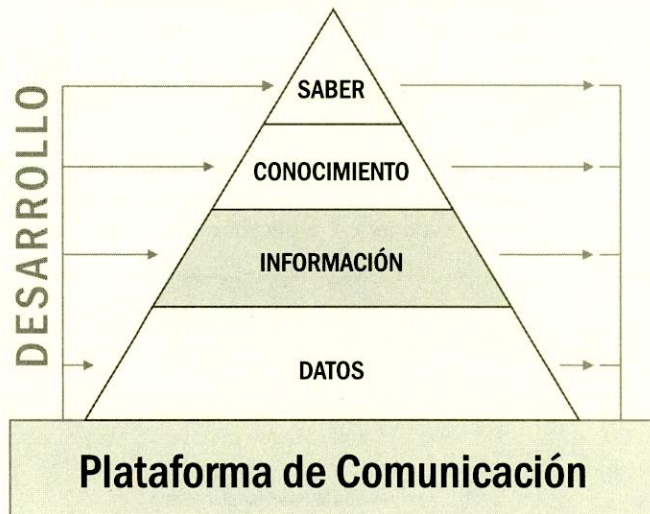 DESARROLLO
SABER
CONOCIMIENTO
INFORMACIÓN
DATOS
Plataforma de Comunicación